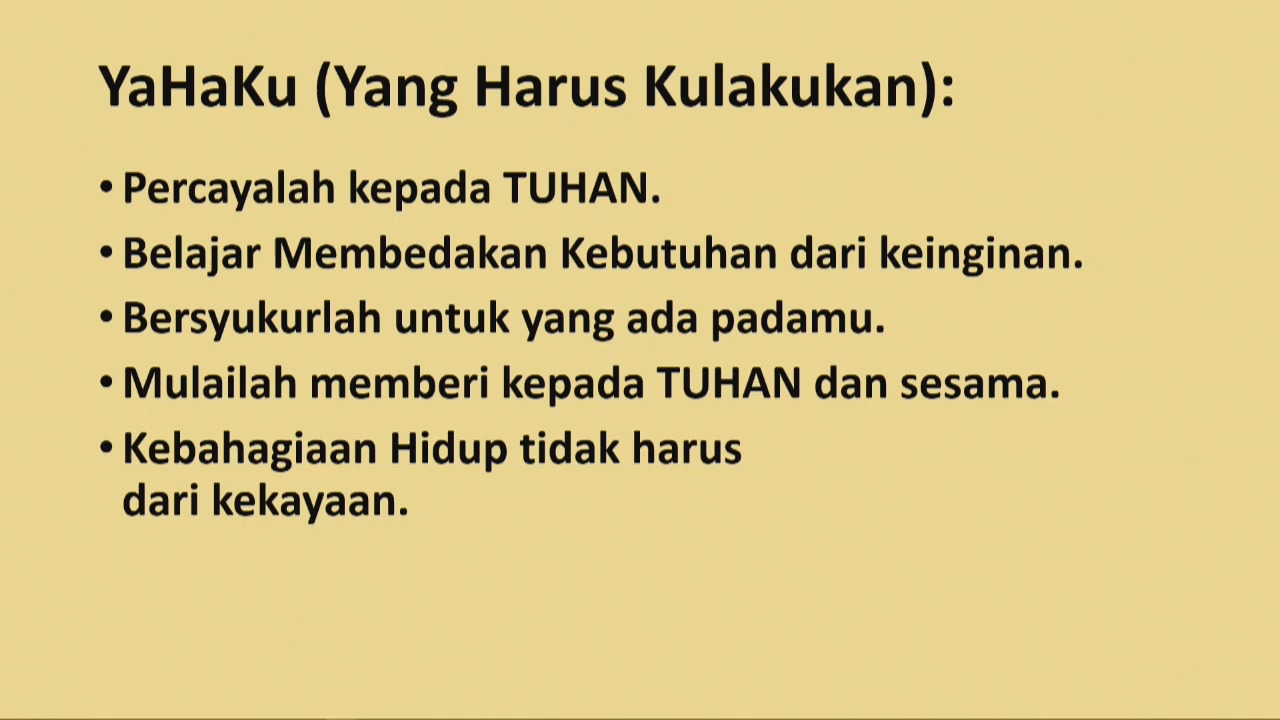 YaHaKu (Yang Harus Kulakukan):
• Percayalah kepada TUHAN.
• Belajar Membedakan Kebutuhan dari keinginan.
• Bersyukurlah untuk yang ada padamu.
• Mulailah memberi kepada TUHAN dan sesama.
• Kebahagiaan Hidup tidak harus
dari kekayaan.